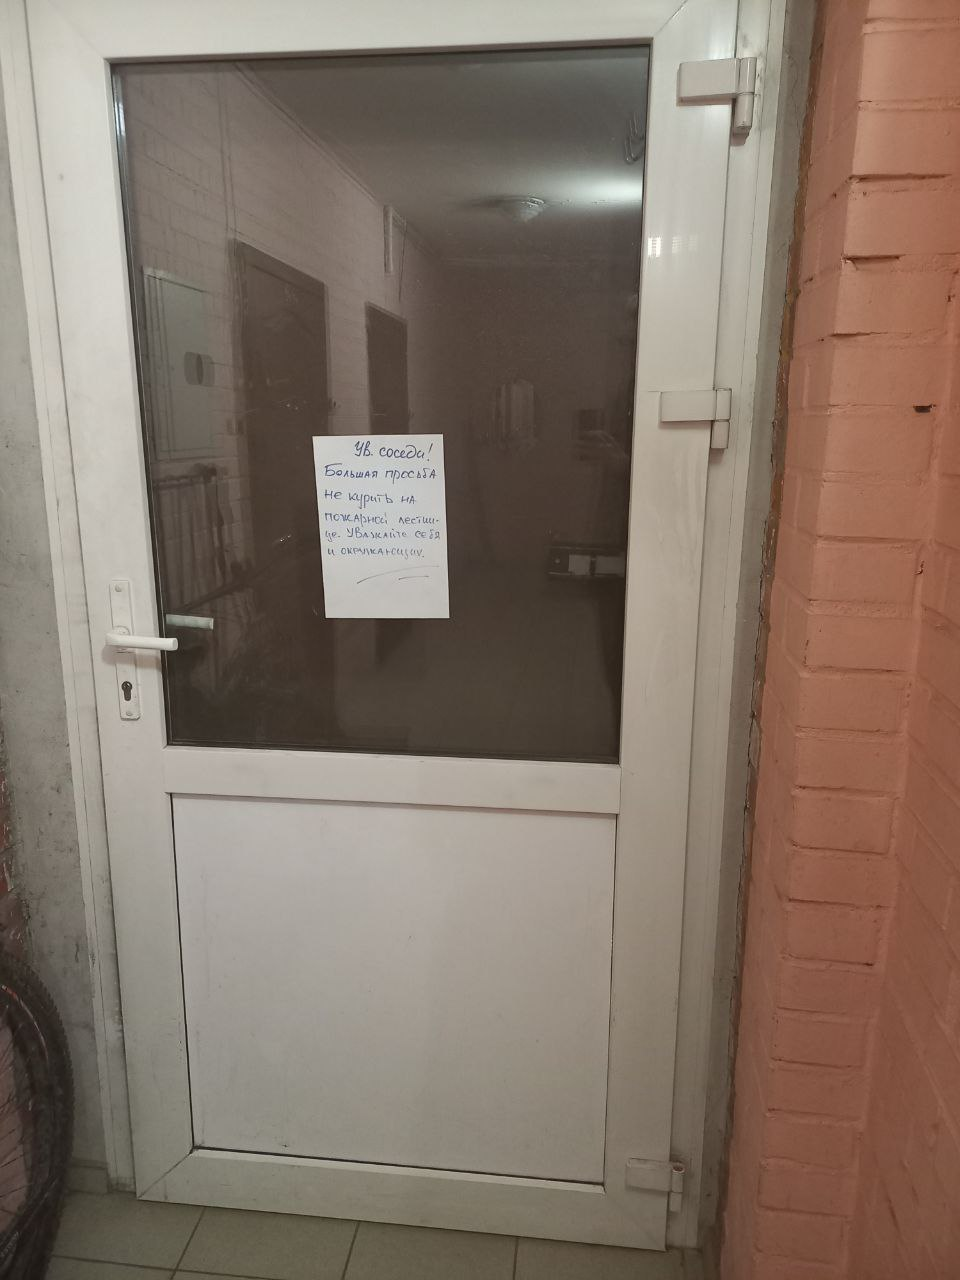 Ув. соседи!
Большая просьба
не курить на
пожарной лестни-
це. Уважайте себя
и окружающих.